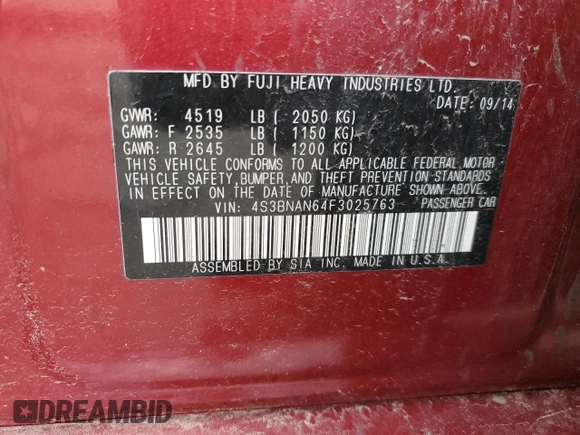 MFD BY FUJI HEAVY INDUSTRIES LTD.
DATE: 09/14
GVWR: 4519 LB ( 2050 KG)
GAWR: F 2535 LB ( 1150 KG)
GAWR: R 2645 LB ( 1200 KG)
THIS VEHICLE CONFORMS TO ALL APPLICABLE FEDERAL MOTOR
VEHICLE SAFETY, BUMPER, AND THEFT PREVENTION STANDARDS
IN EFFECT ON THE DATE OF MANUFACTURE SHOWN ABOVE.
VIN: 4S3BNAN64F3025763 PASSENGER CAR
ASSEMBLED BY SIA INC. MADE IN U.S.A.
DREAMBID